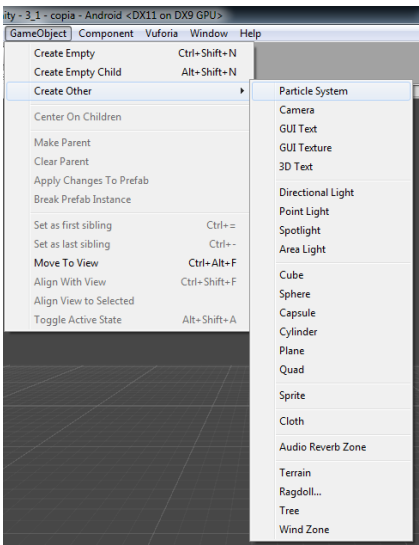 ity - 3_1 - copia - Android <DX11 on DX9 GPU>
GameObject Component Vuforia Window Help
Create Empty Ctrl+Shift+N
Create Empty Child Alt+Shift+N
Create Other
Center On Children
Make Parent
Clear Parent
Apply Changes To Prefab
Break Prefab Instance
Set as first sibling Ctrl+=
Set as last sibling Ctrl+-
Move To View Ctrl+Alt+F
Align With View Ctrl+Shift+F
Align View to Selected
Toggle Active State Alt+Shift+A
Particle System
Camera
GUI Text
GUI Texture
3D Text
Directional Light
Point Light
Spotlight
Area Light
Cube
Sphere
Capsule
Cylinder
Plane
Quad
Sprite
Cloth
Audio Reverb Zone
Terrain
Ragdoll...
Tree
Wind Zone